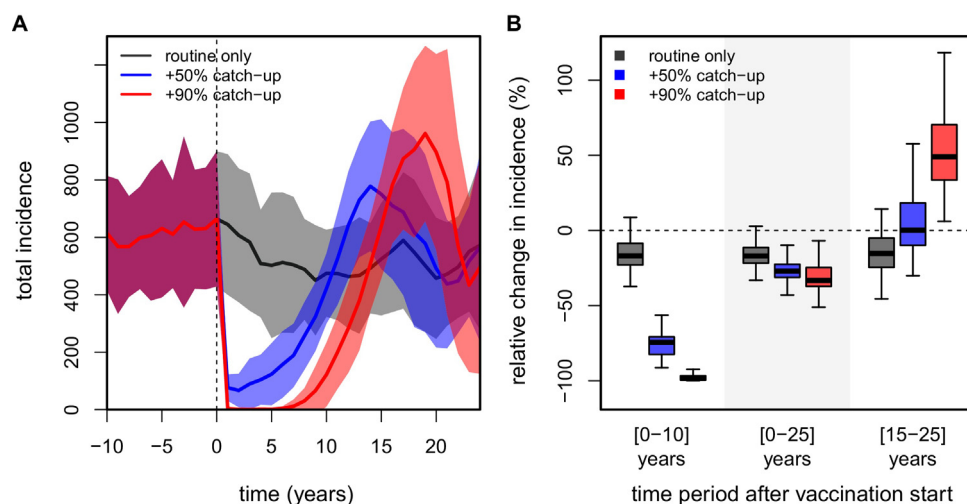 A
routine only
+50% catch−up
+90% catch−up
total incidence
0
200
400
600
800
1000
−10
−5
0
5
10
15
20
time (years)
B
routine only
+50% catch−up
+90% catch−up
relative change in incidence (%)
−100
−50
0
50
100
[0−10]
years
[0−25]
years
[15−25]
years
time period after vaccination start